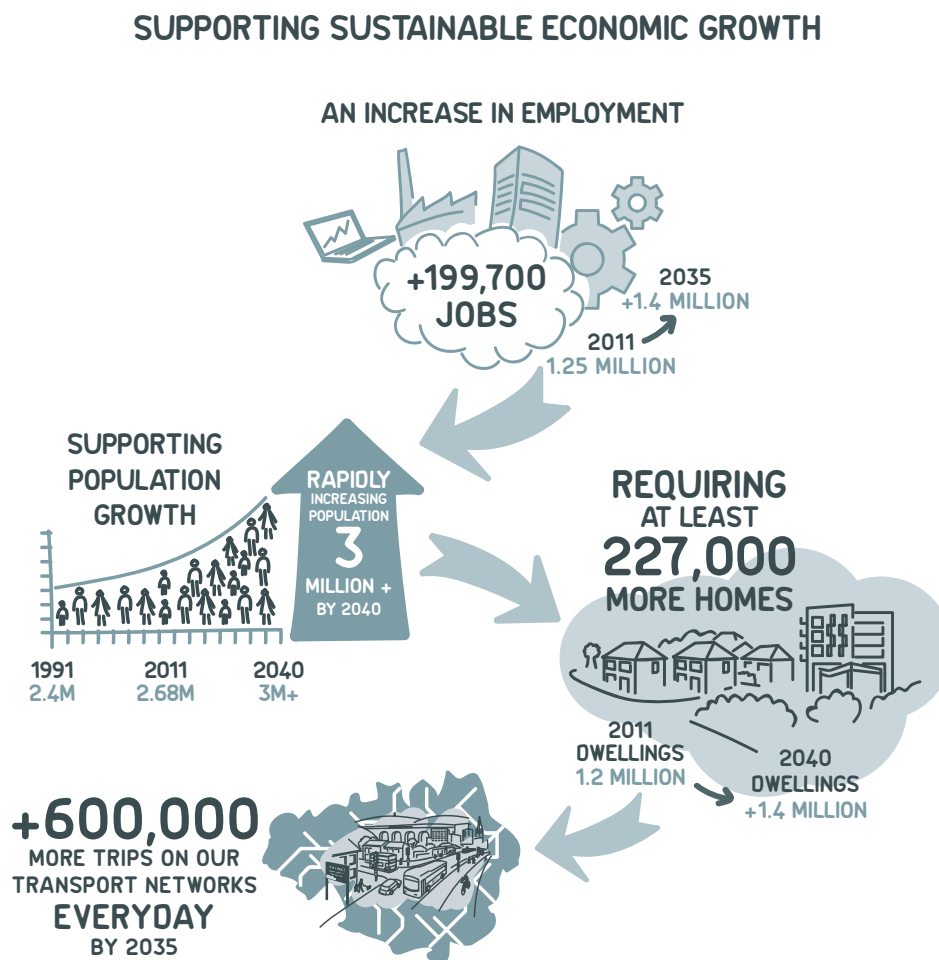 SUPPORTING SUSTAINABLE ECONOMIC GROWTH
AN INCREASE IN EMPLOYMENT
+199,700
JOBS
2035
+1.4 MILLION
2011
1.25 MILLION
SUPPORTING
POPULATION
GROWTH
RAPIDLY
INCREASING
POPULATION
3
MILLION +
BY 2040
1991
2.4M
2011
2.68M
2040
3M+
REQUIRING
AT LEAST
227,000
MORE HOMES
2011
DWELLINGS
1.2 MILLION
2040
DWELLINGS
+1.4 MILLION
+600,000
MORE TRIPS ON OUR
TRANSPORT NETWORKS
EVERYDAY
BY 2035